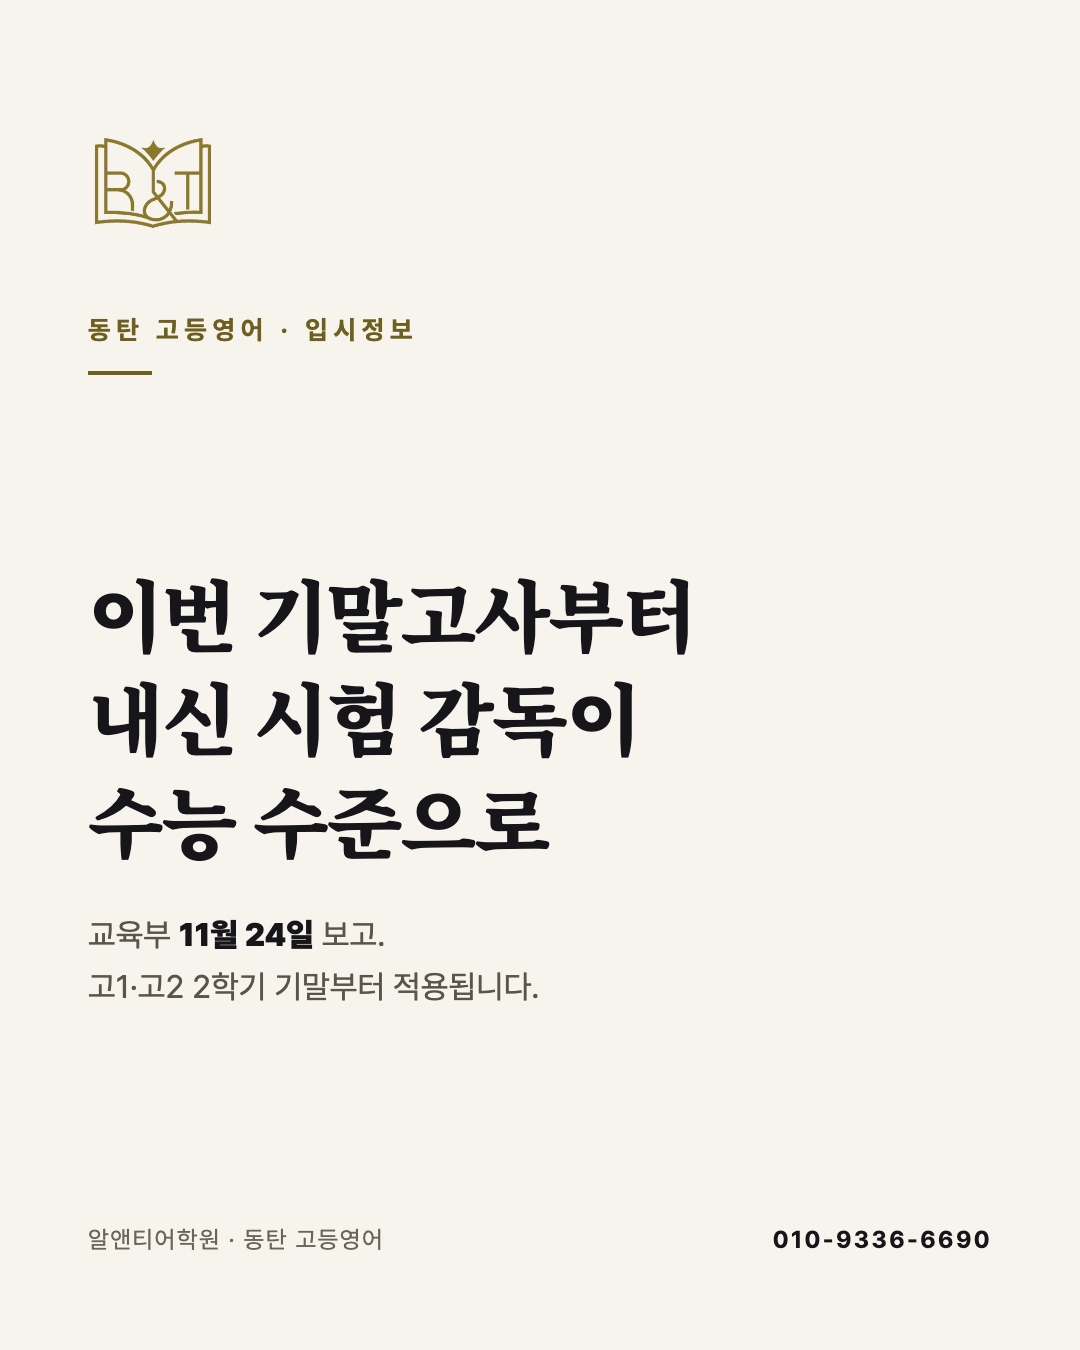 R&T
동탄 고등영어 · 입시정보
이번 기말고사부터
내신 시험 감독이
수능 수준으로
교육부 11월 24일 보고.
고1·고2 2학기 기말부터 적용됩니다.
알앤티어학원 · 동탄 고등영어
010-9336-6690